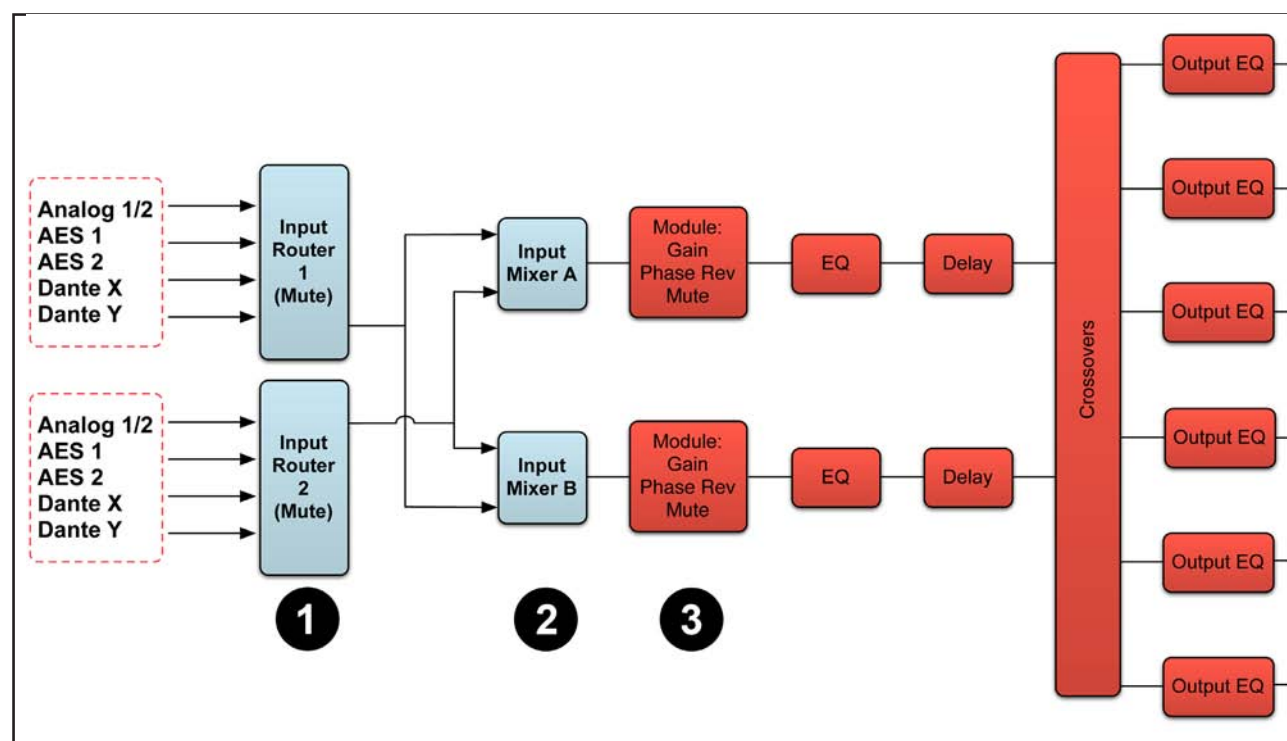 Analog 1/2
AES 1
AES 2
Dante X
Dante Y
Input
Router
1
(Mute)
Analog 1/2
AES 1
AES 2
Dante X
Dante Y
Input
Router
2
(Mute)
1
Input
Mixer A
Input
Mixer B
2
Module:
Gain
Phase Rev
Mute
Module:
Gain
Phase Rev
Mute
3
EQ
Delay
EQ
Delay
Crossovers
Output EQ
Output EQ
Output EQ
Output EQ
Output EQ
Output EQ